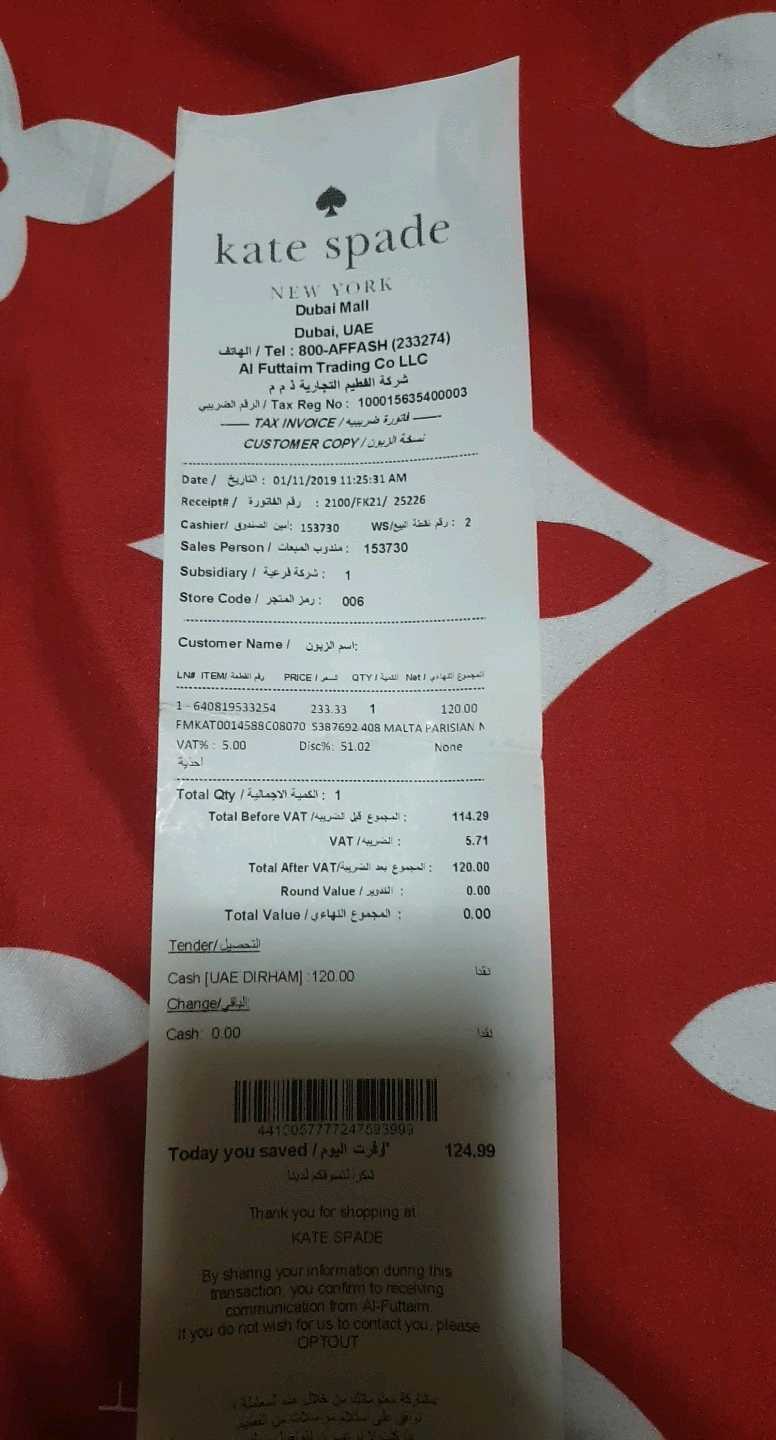 kate spade
NEW YORK
Dubai Mall
Dubai, UAE
الهاتف / Tel : 800-AFFASH (233274)
Al Futtaim Trading Co LLC
شركة الفطيم التجارية ذ م م
الرقم الضريبي / Tax Reg No : 100015635400003
TAX INVOICE / فاتورة ضريبيه
CUSTOMER COPY / نسخة الزبون
Date / التاريخ : 01/11/2019 11:25:31 AM
Receipt# / رقم الفاتورة : 2100/FK21/ 25226
Cashier/ أمين الصندوق: 153730 WS/رقم نقطة البيع : 2
Sales Person / مندوب المبيعات : 153730
Subsidiary / شركة فرعية : 1
Store Code / رمز المتجر : 006
Customer Name / اسم الزبون:
LN# ITEM/ رقم القطعة PRICE / السعر QTY / الكمية Net / المجموع النهاءي
1 - 640819533254 233.33 1 120.00
FMKAT0014588C08070 S387692 408 MALTA PARISIAN N
VAT% : 5.00 Disc%: 51.02 None
أحذية
Total Qty / الكمية الاجمالية : 1
Total Before VAT /المجموع قبل الضريبه : 114.29
VAT /الضريبه : 5.71
Total After VAT/المجموع بعد الضريبة : 120.00
Round Value / التدوير : 0.00
Total Value / المجموع النهاءي : 0.00
Tender/التحصيل
Cash [UAE DIRHAM] :120.00 نقدا
Change/الباقي
Cash: 0.00 نقدا
4410057777247593999
Today you saved / وفرت اليوم 124.99
شكرا لتسوقكم لدينا
Thank you for shopping at
KATE SPADE
By sharing your information during this
transaction, you confirm to receiving
communication from Al-Futtaim.
If you do not wish for us to contact you, please
OPTOUT